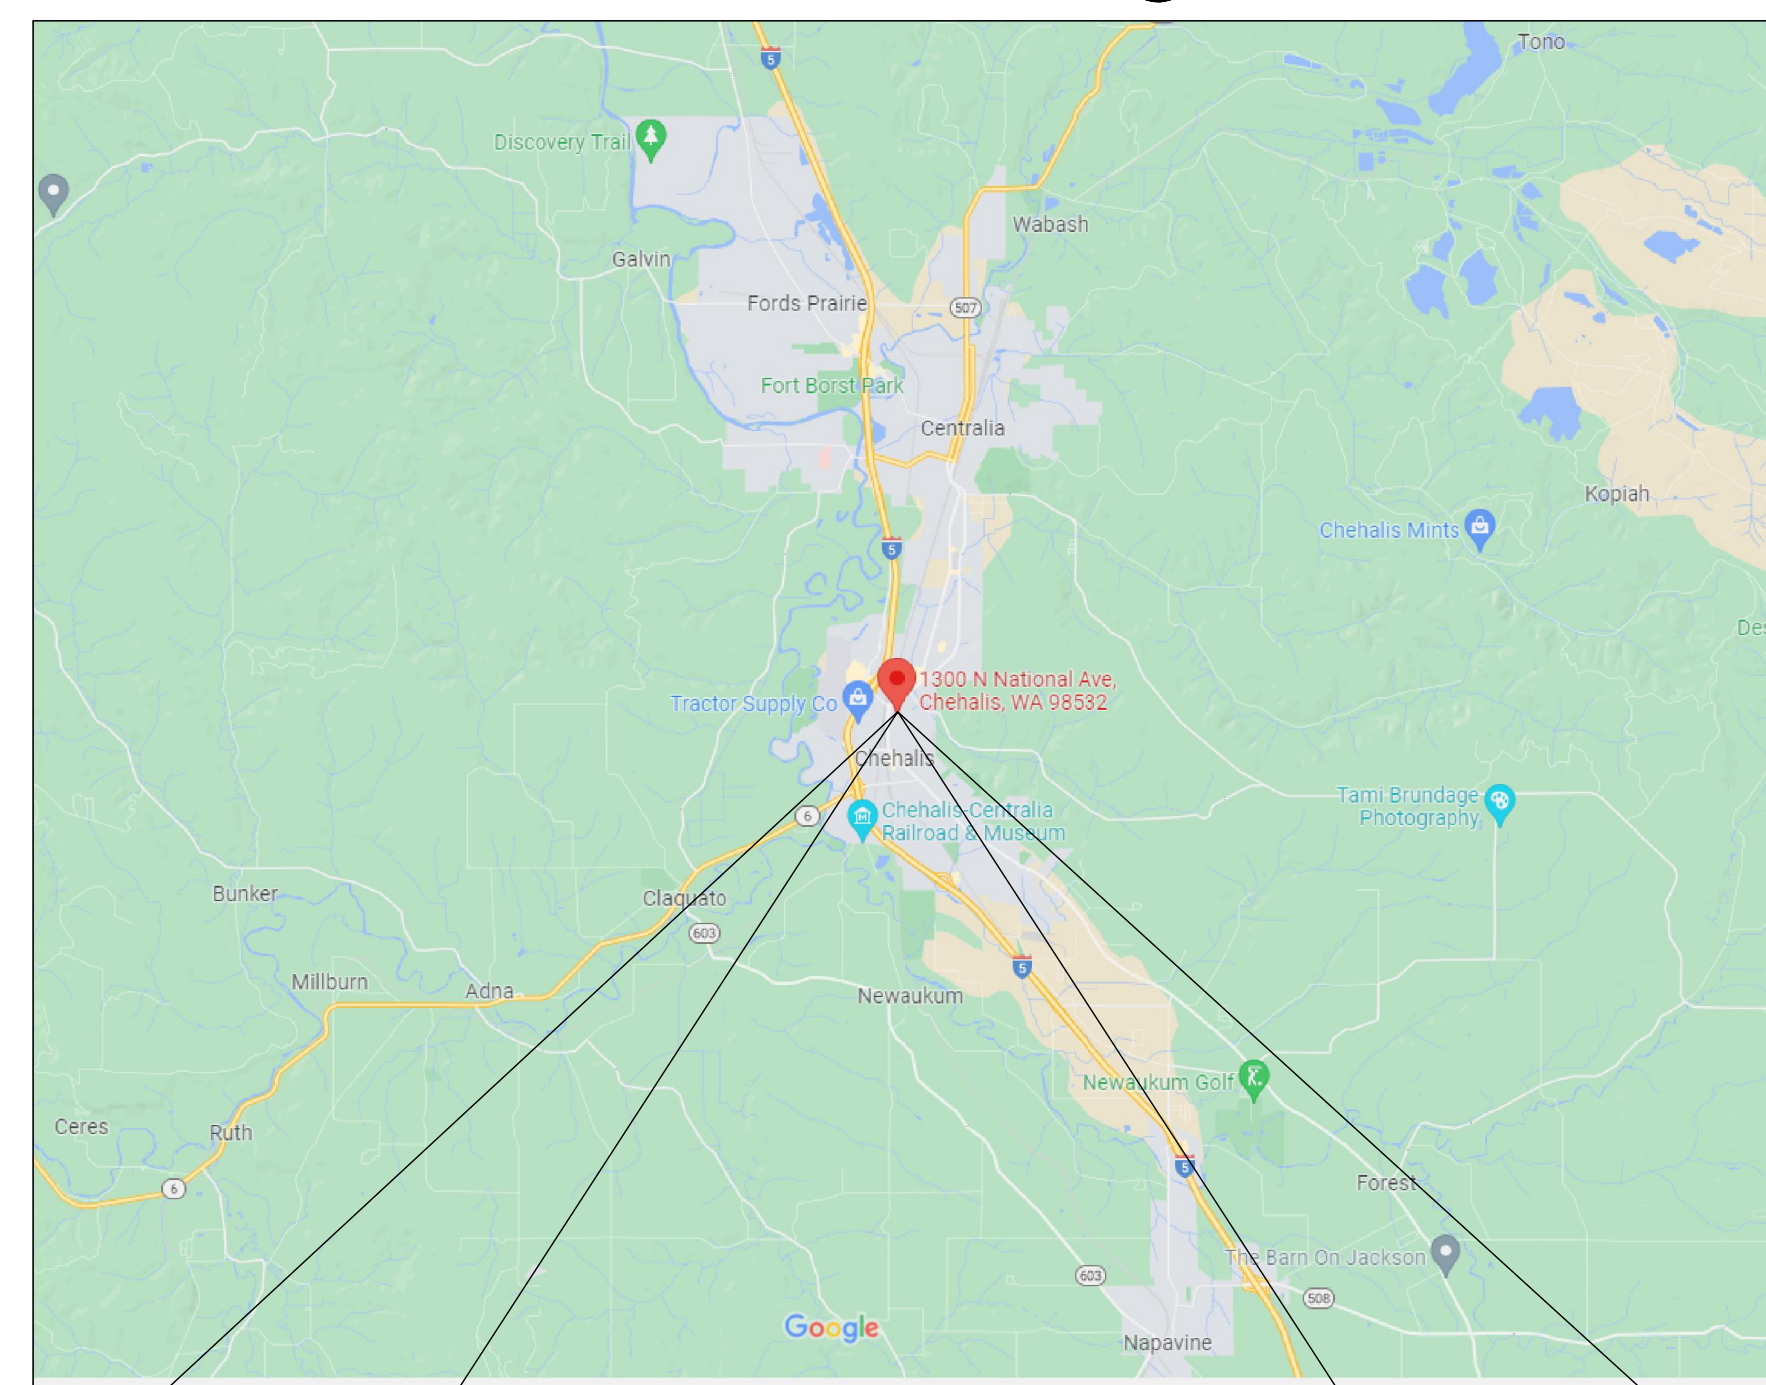 Tono
5
Discovery Trail
Wabash
Galvin
Fords Prairie
507
Fort Borst Park
Centralia
Kopiah
Chehalis Mints
5
1300 N National Ave,
Chehalis, WA 98532
Tractor Supply Co
Chehalis
Tami Brundage
Photography
6
Chehalis-Centralia
Railroad & Museum
Bunker
Claquato
603
5
Millburn
Adna
Newaukum
Newaukum Golf
Ceres
Ruth
5
6
Forest
The Barn On Jackson
603
508
Google
Napavine